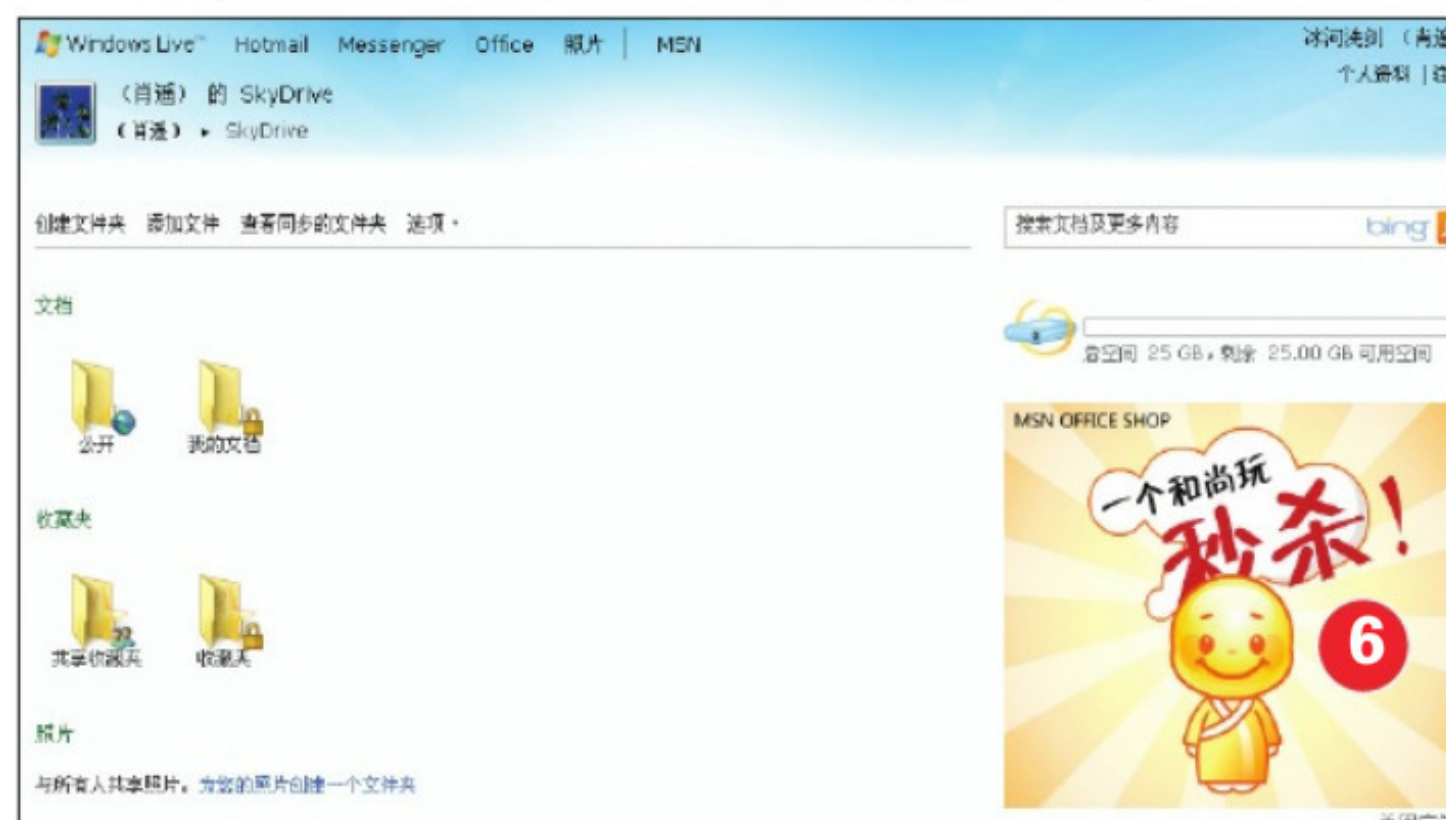 Windows Live™ Hotmail Messenger Office 照片 | MSN
冰河洗剑 （肖遥
个人资料 |
（肖遥） 的 SkyDrive
（肖遥） ▸ SkyDrive
创建文件夹 添加文件 查看同步的文件夹 选项
搜索文档及更多内容 bing
文档
总空间 25 GB，剩余 25.00 GB 可用空间
公开 我的文档
MSN OFFICE SHOP
一个和尚玩
秒杀！
收藏夹
共享收藏夹 收藏夹
6
照片
与所有人共享照片。为您的照片创建一个文件夹